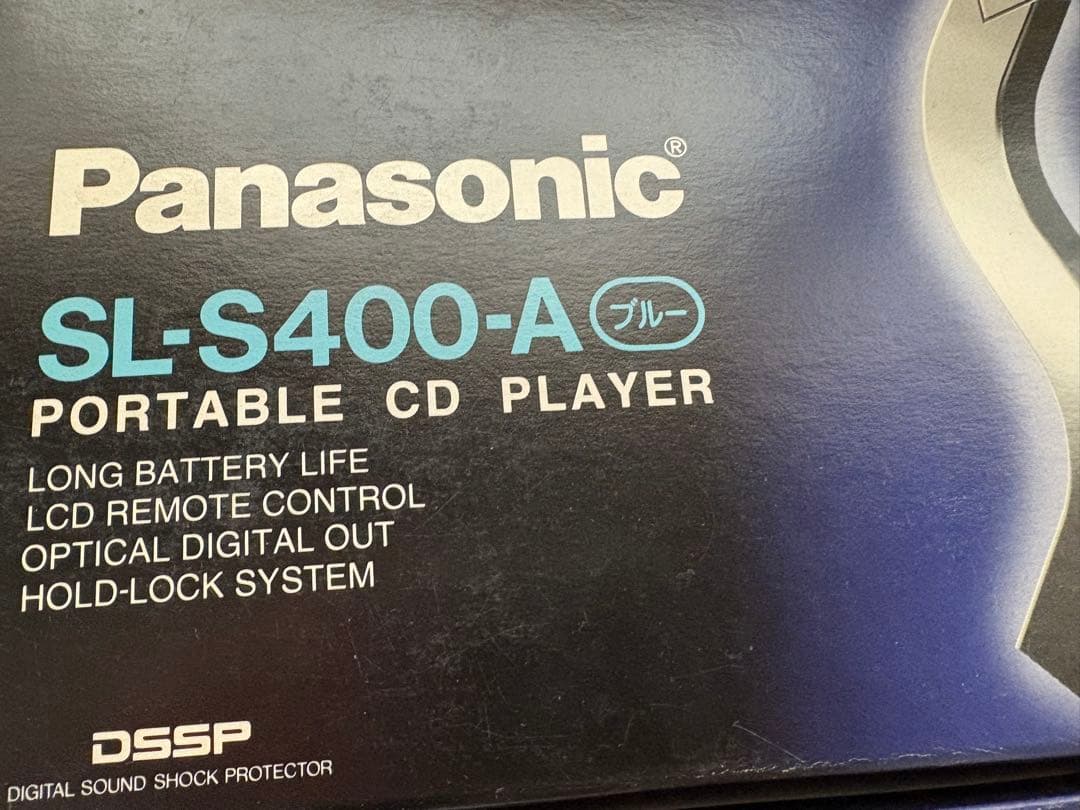 Panasonic®
SL-S400-A ブルー
PORTABLE CD PLAYER
LONG BATTERY LIFE
LCD REMOTE CONTROL
OPTICAL DIGITAL OUT
HOLD-LOCK SYSTEM
DSSP
DIGITAL SOUND SHOCK PROTECTOR